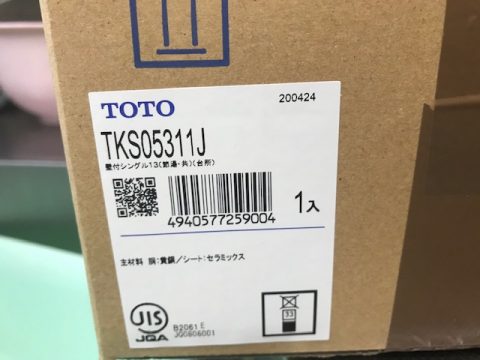 TOTO
200424
TKS05311J
壁付シングル13(節湯・共)(台所)
4940577259004
1入
主材料 胴:黄銅/シート:セラミックス
JIS
JQA
B2061 E
JQ0606001